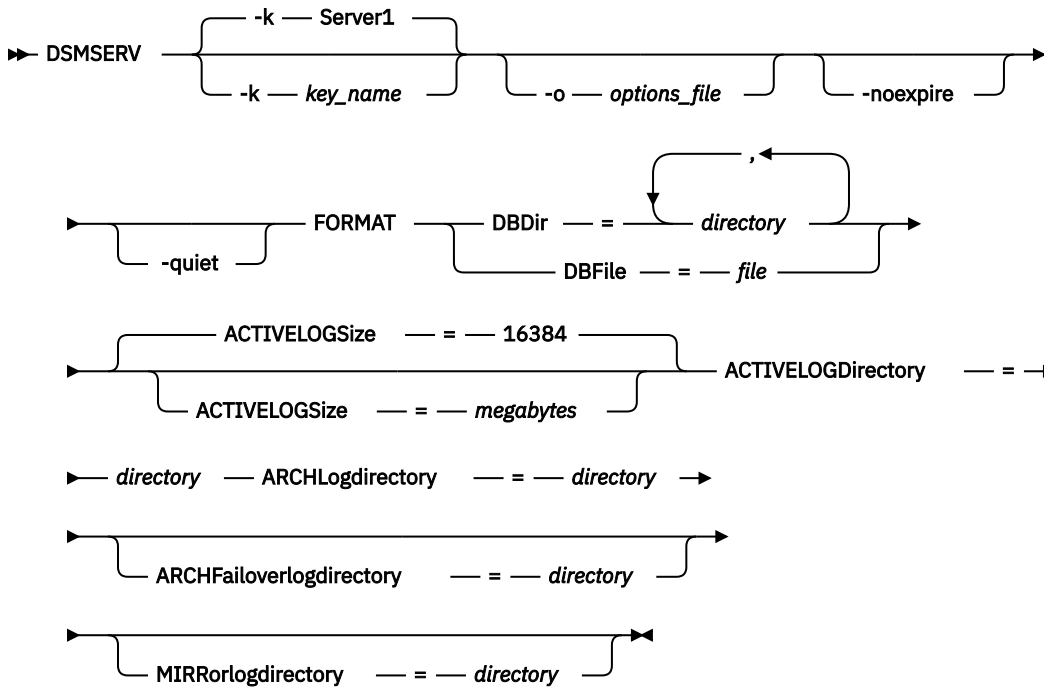 -k Server1
DSMSERV
-k key_name -o options_file -noexpire
,
FORMAT DBDir = directory
-quiet
DBFile = file
ACTIVELOGSize = 16384
ACTIVELOGDirectory =
ACTIVELOGSize = megabytes
directory ARCHLogdirectory = directory
ARCHFailoverlogdirectory = directory
MIRRorlogdirectory = directory